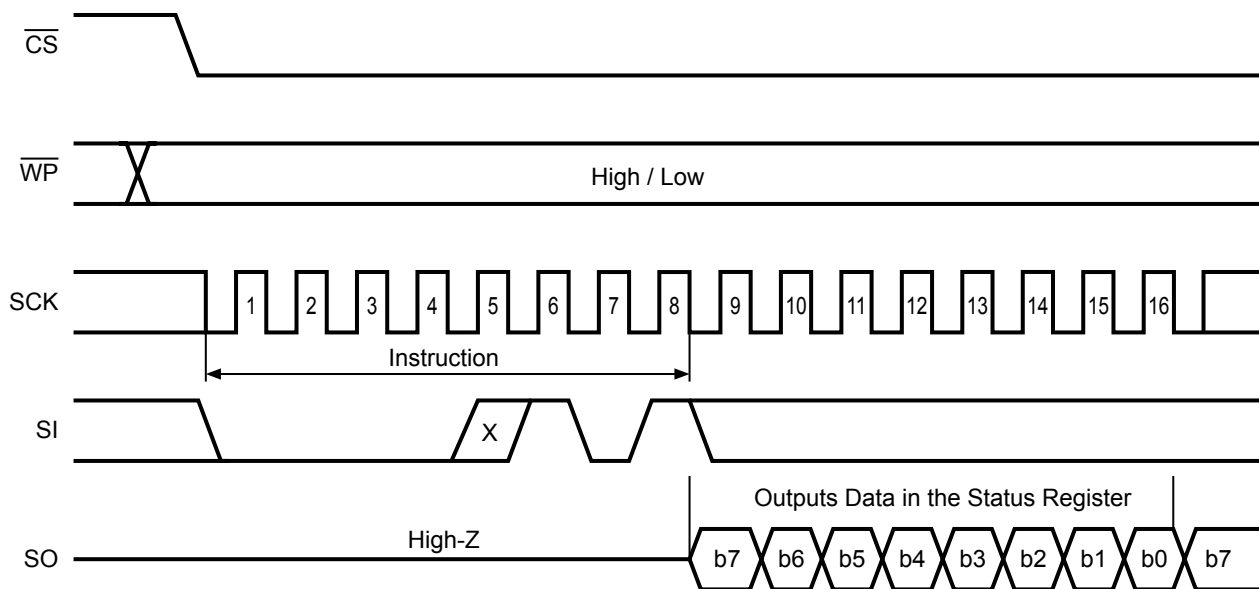 C̅S̅
W̅P̅
High / Low
SCK
1 2 3 4 5 6 7 8 9 10 11 12 13 14 15 16
Instruction
SI
X
Outputs Data in the Status Register
High-Z
SO
b7 b6 b5 b4 b3 b2 b1 b0 b7